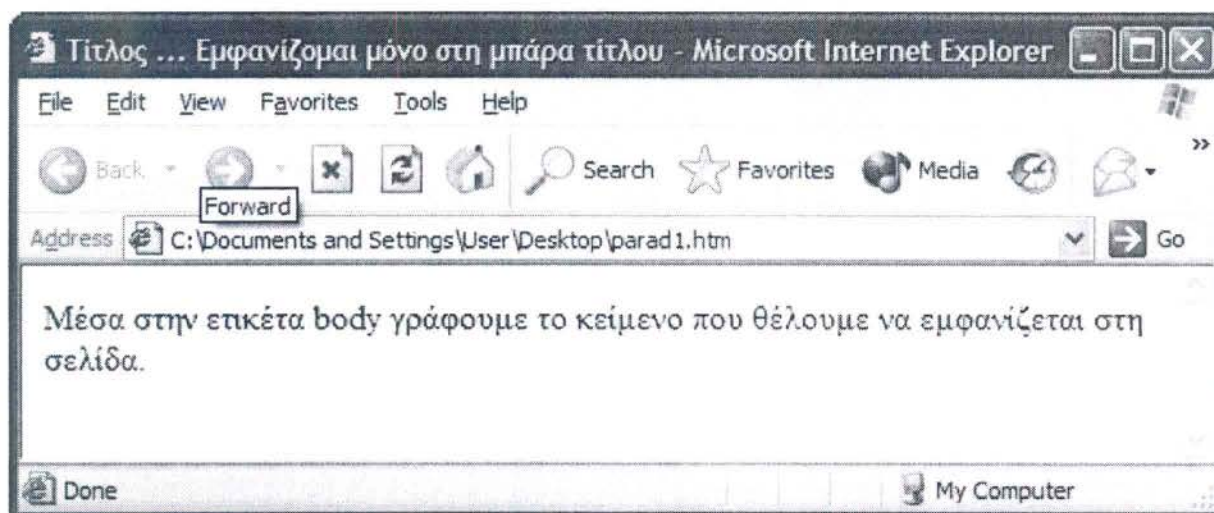 Τίτλος ... Εμφανίζομαι μόνο στη μπάρα τίτλου - Microsoft Internet Explorer
File Edit View Favorites Tools Help
Back Search Favorites Media »
Forward
Address C:\Documents and Settings\User\Desktop\parad1.htm Go
Μέσα στην ετικέτα body γράφουμε το κείμενο που θέλουμε να εμφανίζεται στη
σελίδα.
Done My Computer